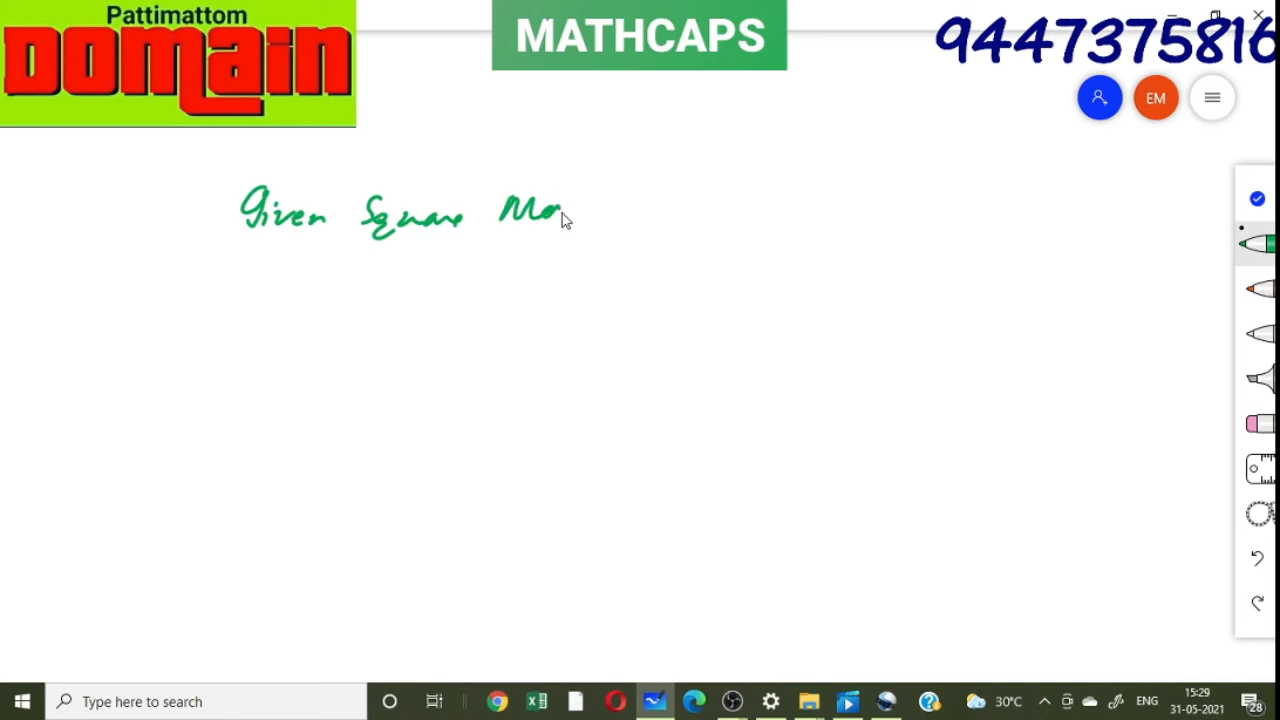 Pattimattom
DOMAIN
MATHCAPS
9447375816
EM
Given Square Ma
Type here to search
30°C
ENG
15:29
31-05-2021
28